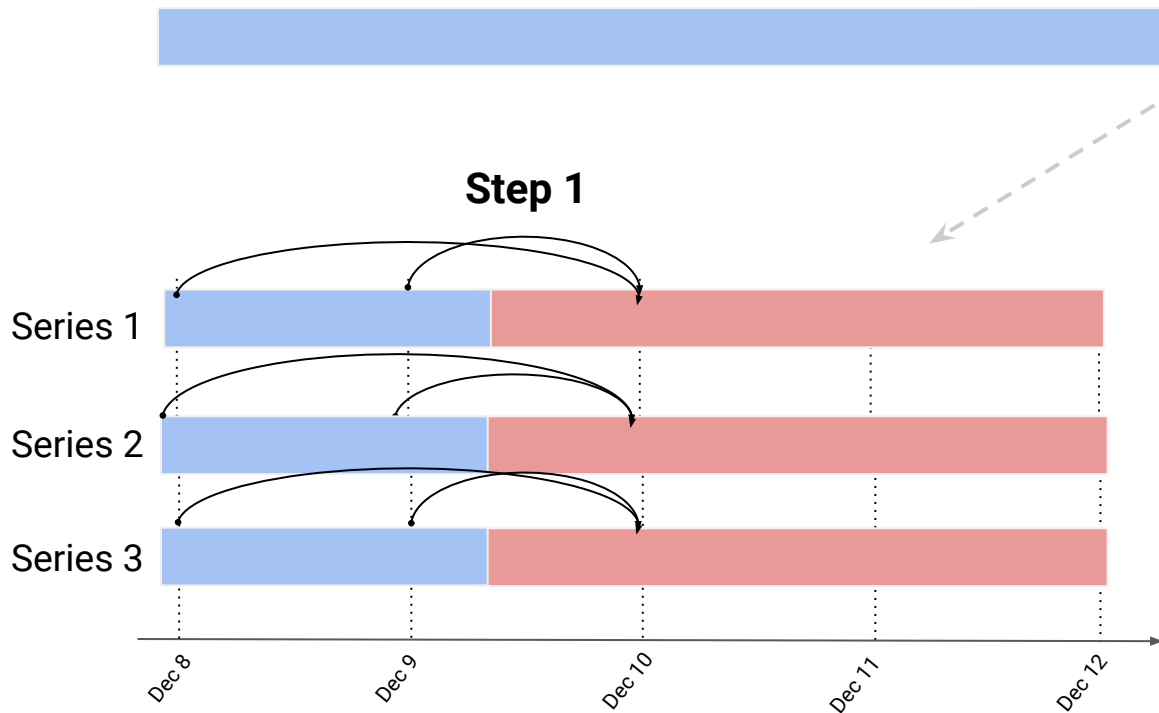 Step 1
Series 1
Series 2
Series 3
Dec 8
Dec 9
Dec 10
Dec 11
Dec 12